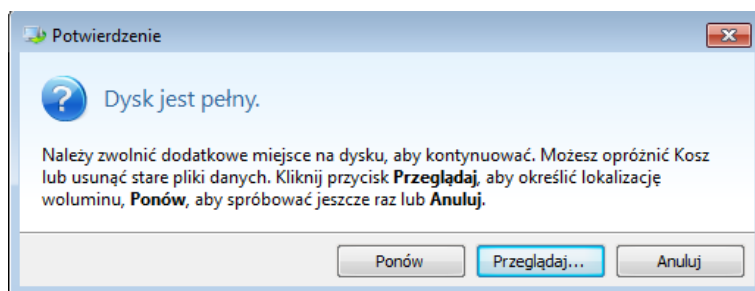 Potwierdzenie
Dysk jest pełny.
Należy zwolnić dodatkowe miejsce na dysku, aby kontynuować. Możesz opróżnić Kosz
lub usunąć stare pliki danych. Kliknij przycisk Przeglądaj, aby określić lokalizację
woluminu, Ponów, aby spróbować jeszcze raz lub Anuluj.
Ponów Przeglądaj... Anuluj